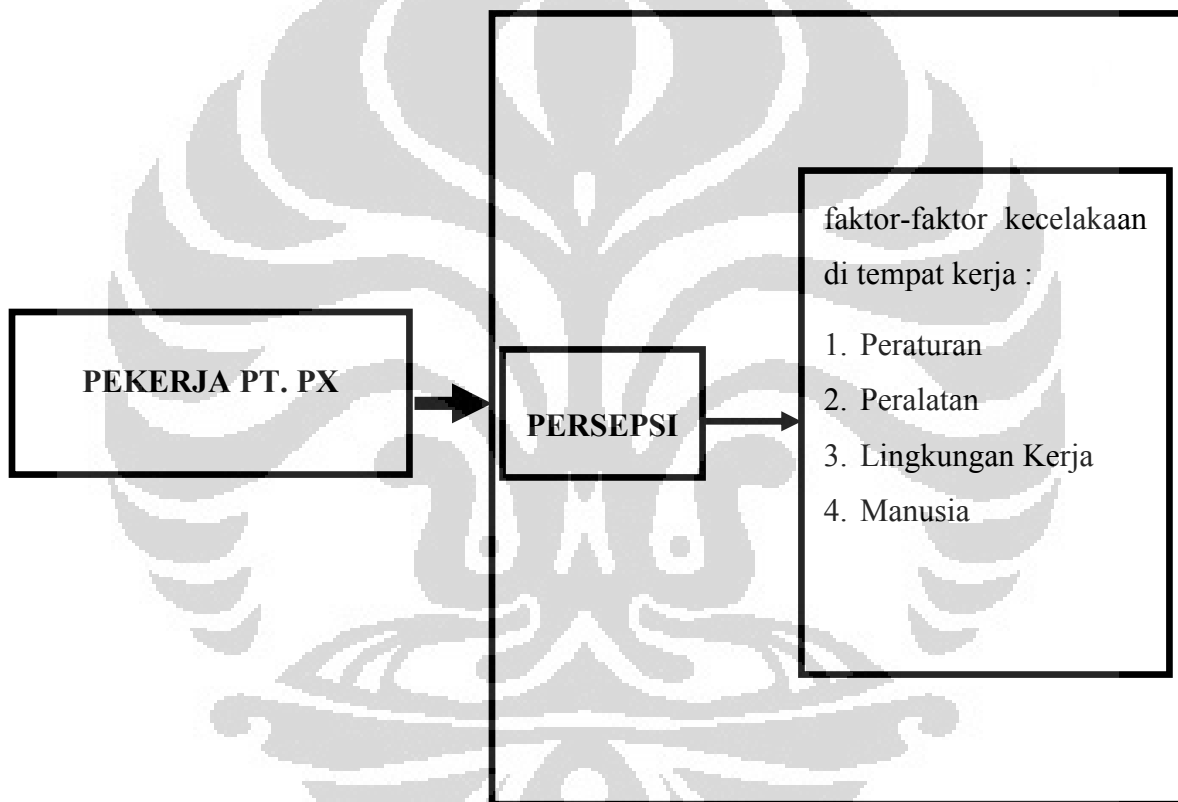 PEKERJA PT. PX
PERSEPSI
faktor-faktor kecelakaan
di tempat kerja :
1. Peraturan
2. Peralatan
3. Lingkungan Kerja
4. Manusia